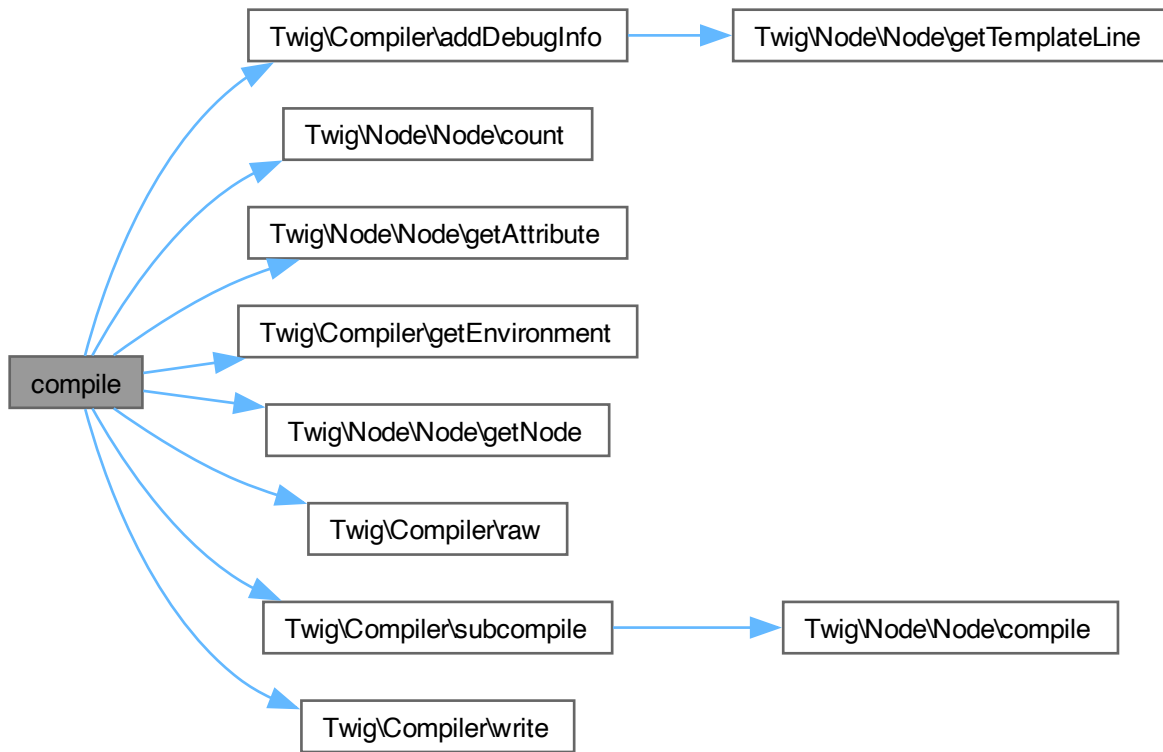 Twig\Compiler\addDebugInfo
Twig\Node\Node\getTemplateLine
Twig\Node\Node\count
Twig\Node\Node\getAttribute
Twig\Compiler\getEnvironment
compile
Twig\Node\Node\getNode
Twig\Compiler\raw
Twig\Compiler\subcompile
Twig\Node\Node\compile
Twig\Compiler\write